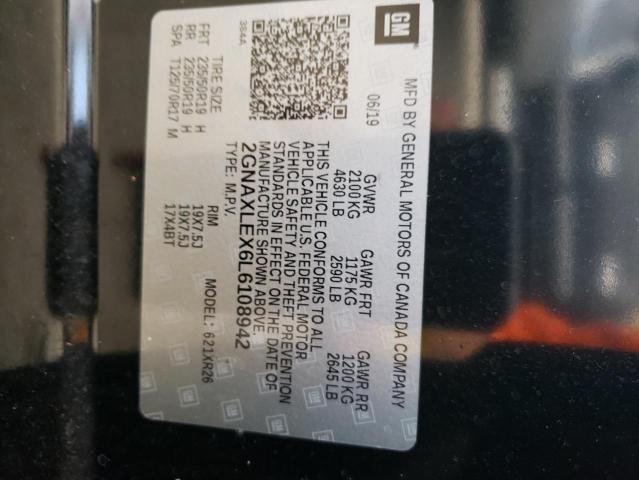 GM
MFD BY GENERAL MOTORS OF CANADA COMPANY
06/19 GVWR GAWR FRT GAWR RR
2100 KG 1175 KG 1200 KG
4630 LB 2590 LB 2645 LB
THIS VEHICLE CONFORMS TO ALL
APPLICABLE U.S. FEDERAL MOTOR
VEHICLE SAFETY AND THEFT PREVENTION
STANDARDS IN EFFECT ON THE DATE OF
MANUFACTURE SHOWN ABOVE.
2GNAXLEX6L6108942
384A
TYPE: M.P.V. MODEL: 621XR26
TIRE SIZE RIM
FRT 235/50R19 H 19X7.5J
RR 235/50R19 H 19X7.5J
SPA T125/70R17 M 17X4BT